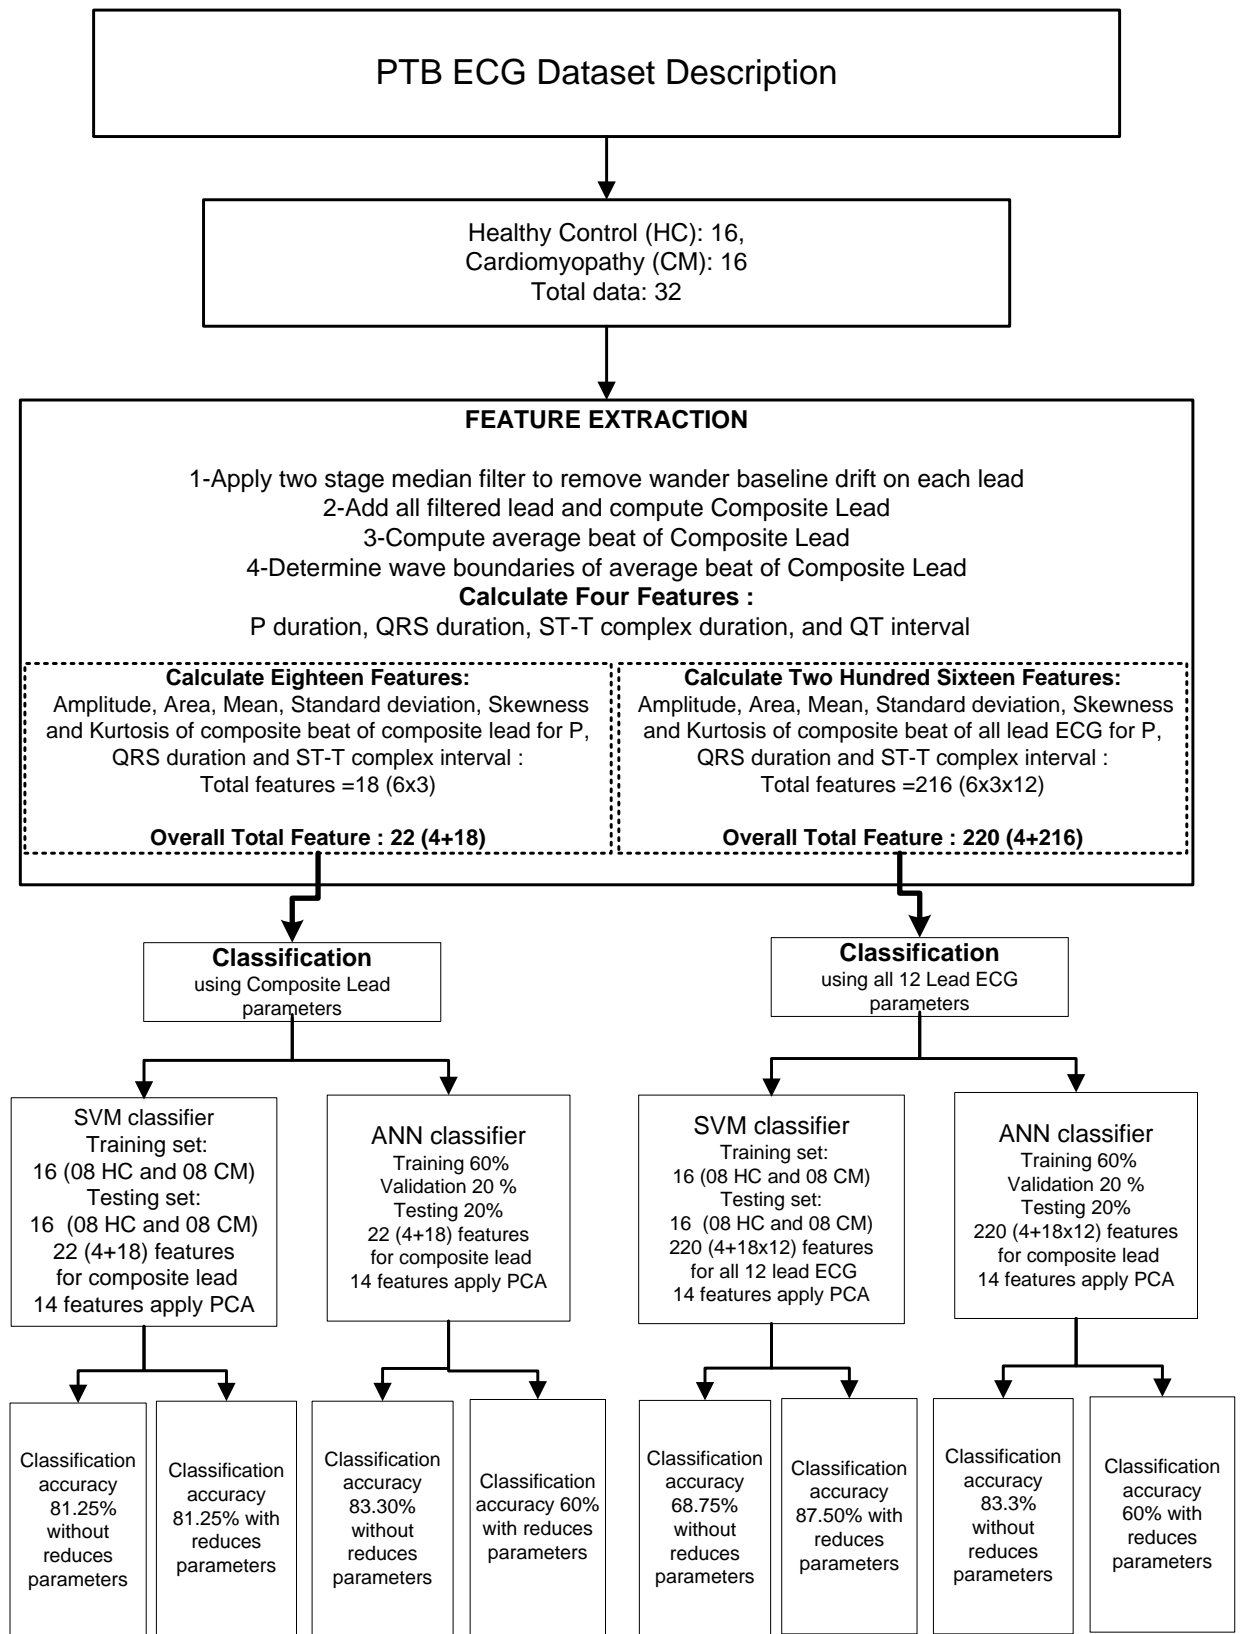 PTB ECG Dataset Description
Healthy Control (HC): 16,
Cardiomyopathy (CM): 16
Total data: 32
FEATURE EXTRACTION
1-Apply two stage median filter to remove wander baseline drift on each lead
2-Add all filtered lead and compute Composite Lead
3-Compute average beat of Composite Lead
4-Determine wave boundaries of average beat of Composite Lead
Calculate Four Features :
P duration, QRS duration, ST-T complex duration, and QT interval
Calculate Eighteen Features:
Amplitude, Area, Mean, Standard deviation, Skewness
and Kurtosis of composite beat of composite lead for P,
QRS duration and ST-T complex interval :
Total features =18 (6x3)
Overall Total Feature : 22 (4+18)
Calculate Two Hundred Sixteen Features:
Amplitude, Area, Mean, Standard deviation, Skewness
and Kurtosis of composite beat of all lead ECG for P,
QRS duration and ST-T complex interval :
Total features =216 (6x3x12)
Overall Total Feature : 220 (4+216)
Classification
using Composite Lead
parameters
Classification
using all 12 Lead ECG
parameters
SVM classifier
Training set:
16 (08 HC and 08 CM)
Testing set:
16 (08 HC and 08 CM)
22 (4+18) features
for composite lead
14 features apply PCA
ANN classifier
Training 60%
Validation 20 %
Testing 20%
22 (4+18) features
for composite lead
14 features apply PCA
SVM classifier
Training set:
16 (08 HC and 08 CM)
Testing set:
16 (08 HC and 08 CM)
220 (4+18x12) features
for all 12 lead ECG
14 features apply PCA
ANN classifier
Training 60%
Validation 20 %
Testing 20%
220 (4+18x12) features
for composite lead
14 features apply PCA
Classification
accuracy
81.25%
without
reduces
parameters
Classification
accuracy
81.25% with
reduces
parameters
Classification
accuracy
83.30%
without
reduces
parameters
Classification
accuracy 60%
with reduces
parameters
Classification
accuracy
68.75%
without
reduces
parameters
Classification
accuracy
87.50% with
reduces
parameters
Classification
accuracy
83.3%
without
reduces
parameters
Classification
accuracy
60% with
reduces
parameters